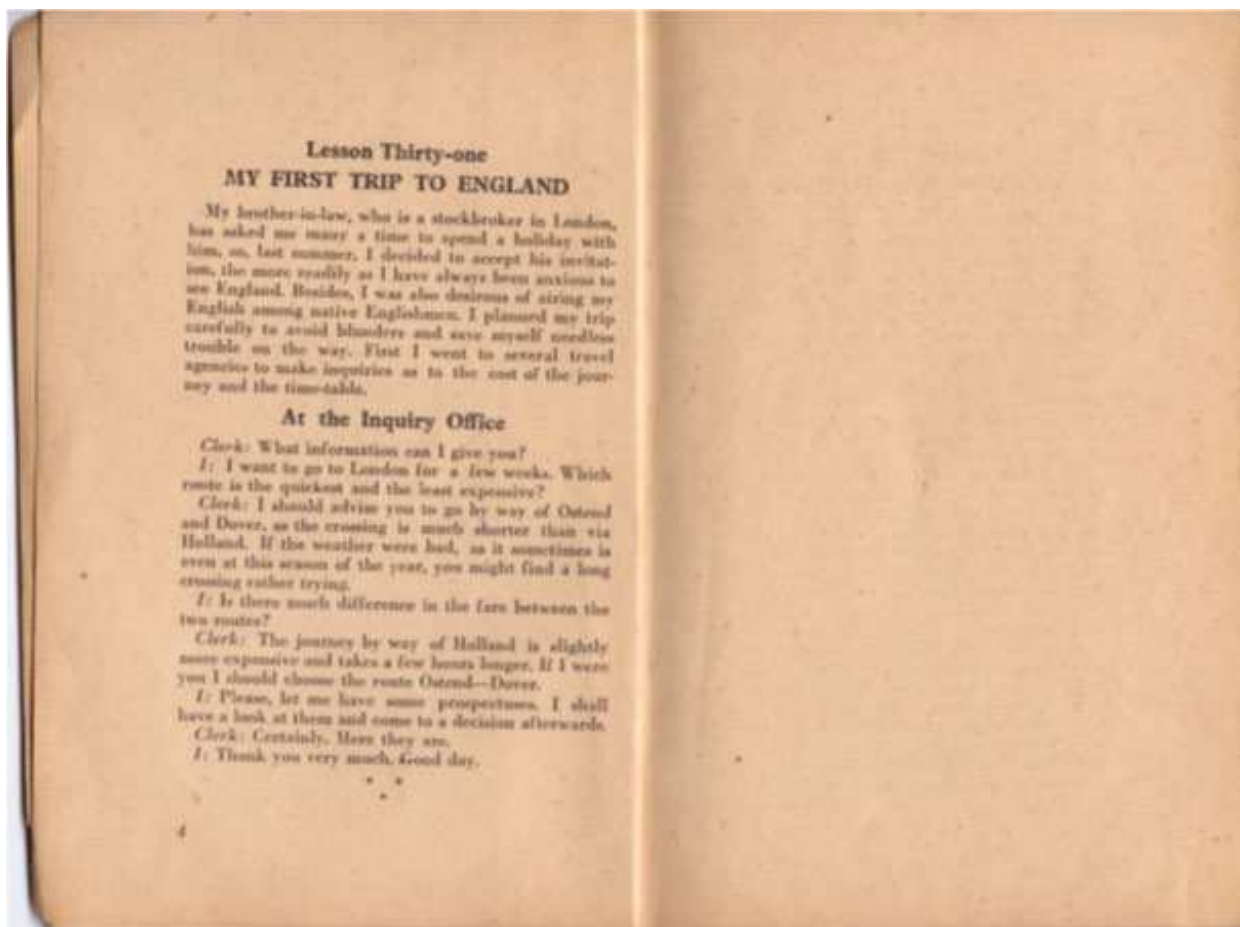 Lesson Thirty-one
MY FIRST TRIP TO ENGLAND
My brother-in-law, who is a stockbroker in London,
has asked me many a time to spend a holiday with
him, so, last summer, I decided to accept his invitat-
ion, the more readily as I have always been anxious to
see England. Besides, I was also desirous of airing my
English among native Englishmen. I planned my trip
carefully to avoid blunders and save myself needless
trouble on the way. First I went to several travel
agencies to make inquiries as to the cost of the jour-
ney and the time-table.
At the Inquiry Office
Clerk: What information can I give you?
I: I want to go to London for a few weeks. Which
route is the quickest and the least expensive?
Clerk: I should advise you to go by way of Ostend
and Dover, as the crossing is much shorter than via
Holland. If the weather were bad, as it sometimes is
even at this season of the year, you might find a long
crossing rather trying.
I: Is there much difference in the fare between the
two routes?
Clerk: The journey by way of Holland is slightly
more expensive and takes a few hours longer. If I were
you I should choose the route Ostend—Dover.
I: Please, let me have some prospectuses. I shall
have a look at them and come to a decision afterwards.
Clerk: Certainly. Here they are.
I: Thank you very much. Good day.
4